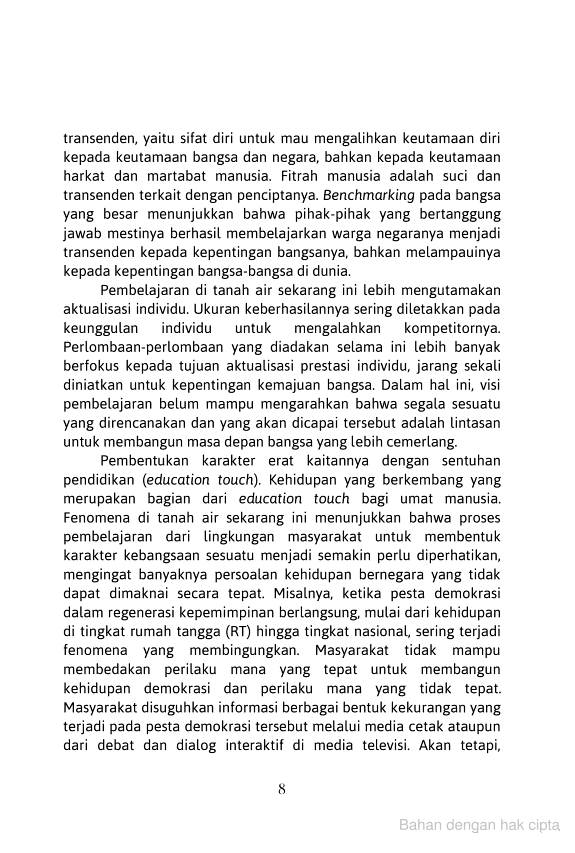 transenden, yaitu sifat diri untuk mau mengalihkan keutamaan diri
kepada keutamaan bangsa dan negara, bahkan kepada keutamaan
harkat dan martabat manusia. Fitrah manusia adalah suci dan
transenden terkait dengan penciptanya. Benchmarking pada bangsa
yang besar menunjukkan bahwa pihak-pihak yang bertanggung
jawab mestinya berhasil membelajarkan warga negaranya menjadi
transenden kepada kepentingan bangsanya, bahkan melampauinya
kepada kepentingan bangsa-bangsa di dunia.
Pembelajaran di tanah air sekarang ini lebih mengutamakan
aktualisasi individu. Ukuran keberhasilannya sering diletakkan pada
keunggulan individu untuk mengalahkan kompetitornya.
Perlombaan-perlombaan yang diadakan selama ini lebih banyak
berfokus kepada tujuan aktualisasi prestasi individu, jarang sekali
diniatkan untuk kepentingan kemajuan bangsa. Dalam hal ini, visi
pembelajaran belum mampu mengarahkan bahwa segala sesuatu
yang direncanakan dan yang akan dicapai tersebut adalah lintasan
untuk membangun masa depan bangsa yang lebih cemerlang.
Pembentukan karakter erat kaitannya dengan sentuhan
pendidikan (education touch). Kehidupan yang berkembang yang
merupakan bagian dari education touch bagi umat manusia.
Fenomena di tanah air sekarang ini menunjukkan bahwa proses
pembelajaran dari lingkungan masyarakat untuk membentuk
karakter kebangsaan sesuatu menjadi semakin perlu diperhatikan,
mengingat banyaknya persoalan kehidupan bernegara yang tidak
dapat dimaknai secara tepat. Misalnya, ketika pesta demokrasi
dalam regenerasi kepemimpinan berlangsung, mulai dari kehidupan
di tingkat rumah tangga (RT) hingga tingkat nasional, sering terjadi
fenomena yang membingungkan. Masyarakat tidak mampu
membedakan perilaku mana yang tepat untuk membangun
kehidupan demokrasi dan perilaku mana yang tidak tepat.
Masyarakat disuguhkan informasi berbagai bentuk kekurangan yang
terjadi pada pesta demokrasi tersebut melalui media cetak ataupun
dari debat dan dialog interaktif di media televisi. Akan tetapi,
8
Bahan dengan hak cipta